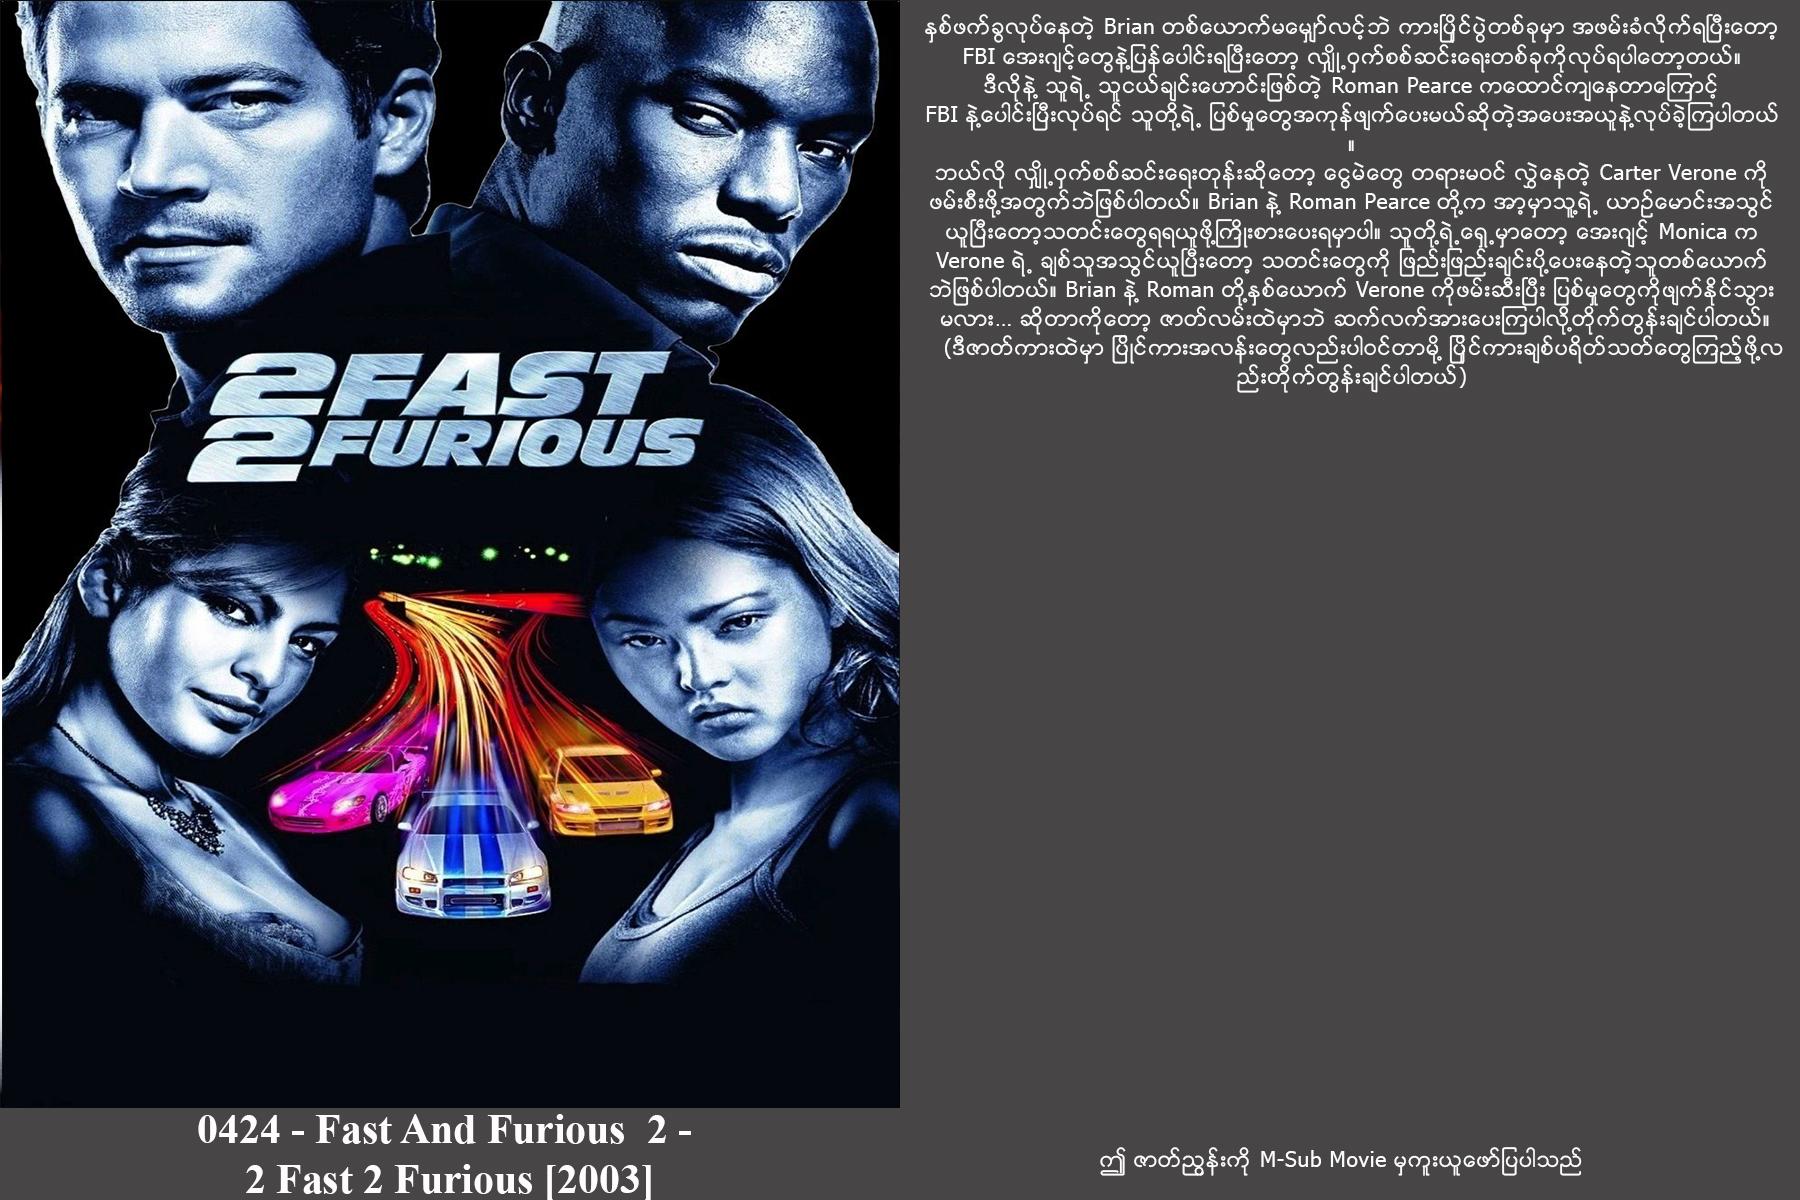 2FAST
2FURIOUS
0424 - Fast And Furious 2 -
2 Fast 2 Furious [2003]
နှစ်ဖက်ခွလုပ်နေတဲ့ Brian တစ်ယောက်မမျှော်လင့်ဘဲ ကားပြိုင်ပွဲတစ်ခုမှာ အဖမ်းခံလိုက်ရပြီးတော့
FBI အေးဂျင့်တွေနဲ့ပြန်ပေါင်းရပြီးတော့ လျှို့ဝှက်စစ်ဆင်းရေးတစ်ခုကိုလုပ်ရပါတော့တယ်။
ဒီလိုနဲ့ သူရဲ့ သူငယ်ချင်းဟောင်းဖြစ်တဲ့ Roman Pearce ကထောင်ကျနေတာကြောင့်
FBI နဲ့ပေါင်းပြီးလုပ်ရင် သူတို့ရဲ့ ပြစ်မှုတွေအကုန်ဖျက်ပေးမယ်ဆိုတဲ့အပေးအယူနဲ့လုပ်ခဲ့ကြပါတယ်
။
ဘယ်လို လျှို့ဝှက်စစ်ဆင်းရေးတုန်းဆိုတော့ ငွေမဲတွေ တရားမဝင် လွှဲနေတဲ့ Carter Verone ကို
ဖမ်းစီးဖို့အတွက်ဘဲဖြစ်ပါတယ်။ Brian နဲ့ Roman Pearce တို့က အာ့မှာသူ့ရဲ့ ယာဉ်မောင်းအသွင်
ယူပြီးတော့သတင်းတွေရရယူဖို့ကြိုးစားပေးရမှာပါ။ သူတို့ရဲ့ရှေ့မှာတော့ အေးဂျင့် Monica က
Verone ရဲ့ ချစ်သူအသွင်ယူပြီးတော့ သတင်းတွေကို ဖြည်းဖြည်းချင်းပို့ပေးနေတဲ့သူတစ်ယောက်
ဘဲဖြစ်ပါတယ်။ Brian နဲ့ Roman တို့နှစ်ယောက် Verone ကိုဖမ်းဆီးပြီး ပြစ်မှုတွေကိုဖျက်နိုင်သွား
မလား... ဆိုတာကိုတော့ ဇာတ်လမ်းထဲမှာဘဲ ဆက်လက်အားပေးကြပါလို့တိုက်တွန်းချင်ပါတယ်။
(ဒီဇာတ်ကားထဲမှာ ပြိုင်ကားအလန်းတွေလည်းပါဝင်တာမို့ ပြိုင်ကားချစ်ပရိတ်သတ်တွေကြည့်ဖို့လ
ည်းတိုက်တွန်းချင်ပါတယ်)
ဤ ဇာတ်ညွှန်းကို M-Sub Movie မှကူးယူဖော်ပြပါသည်